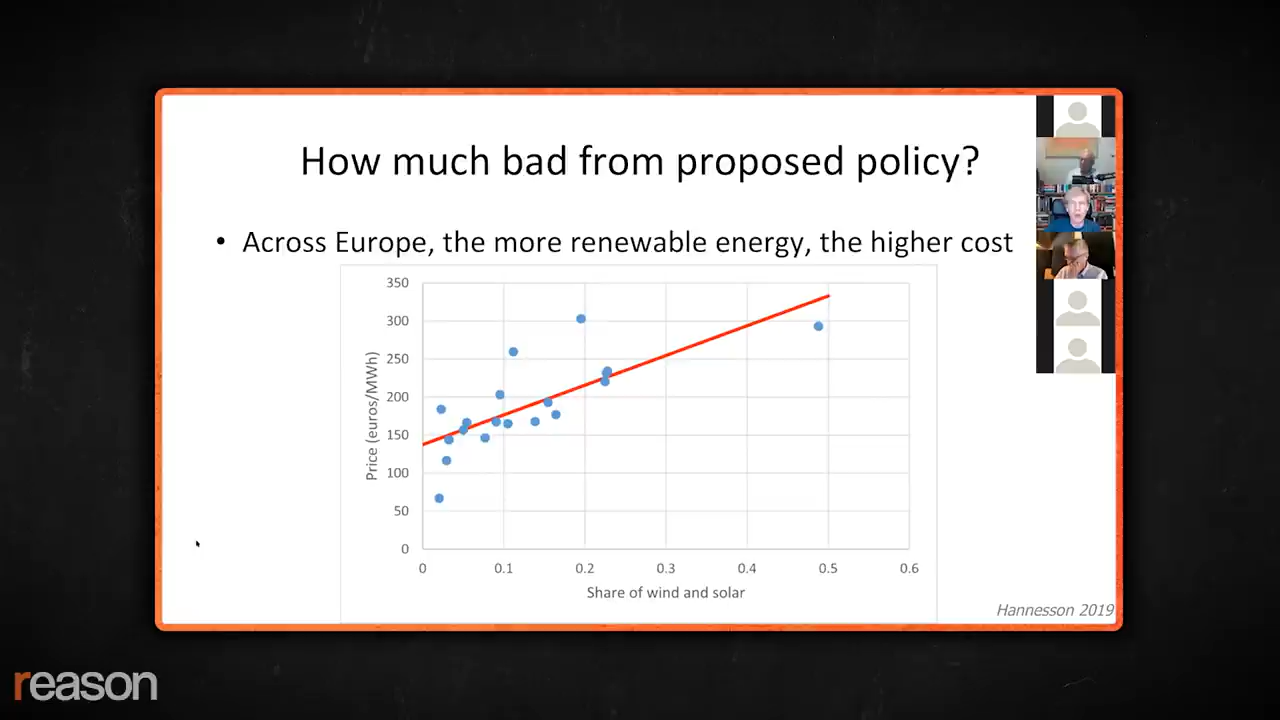 How much bad from proposed policy?
• Across Europe, the more renewable energy, the higher cost
350
300
250
200
150
100
50
0
Price (euros/MWh)
0 0.1 0.2 0.3 0.4 0.5 0.6
Share of wind and solar
Hannesson 2019
reason